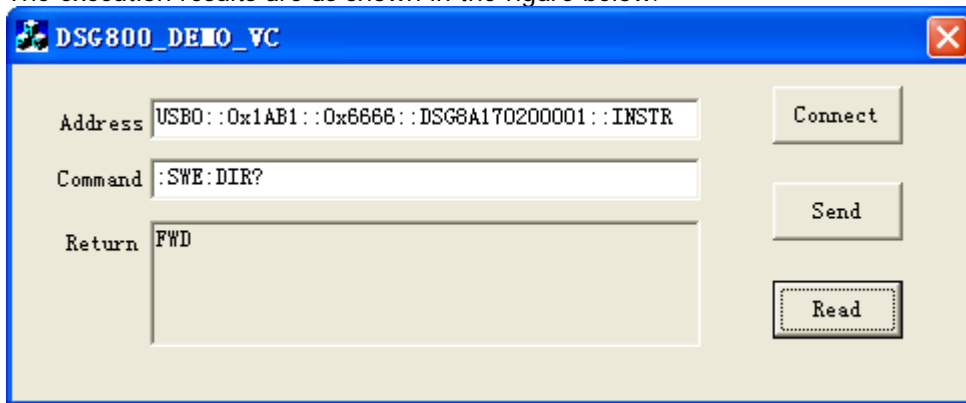 The execution results are as shown in the figure below.
DSG800_DEMO_VC
Address USB0::0x1AB1::0x6666::DSG8A170200001::INSTR Connect
Command :SWE:DIR?
Send
Return FWD
Read